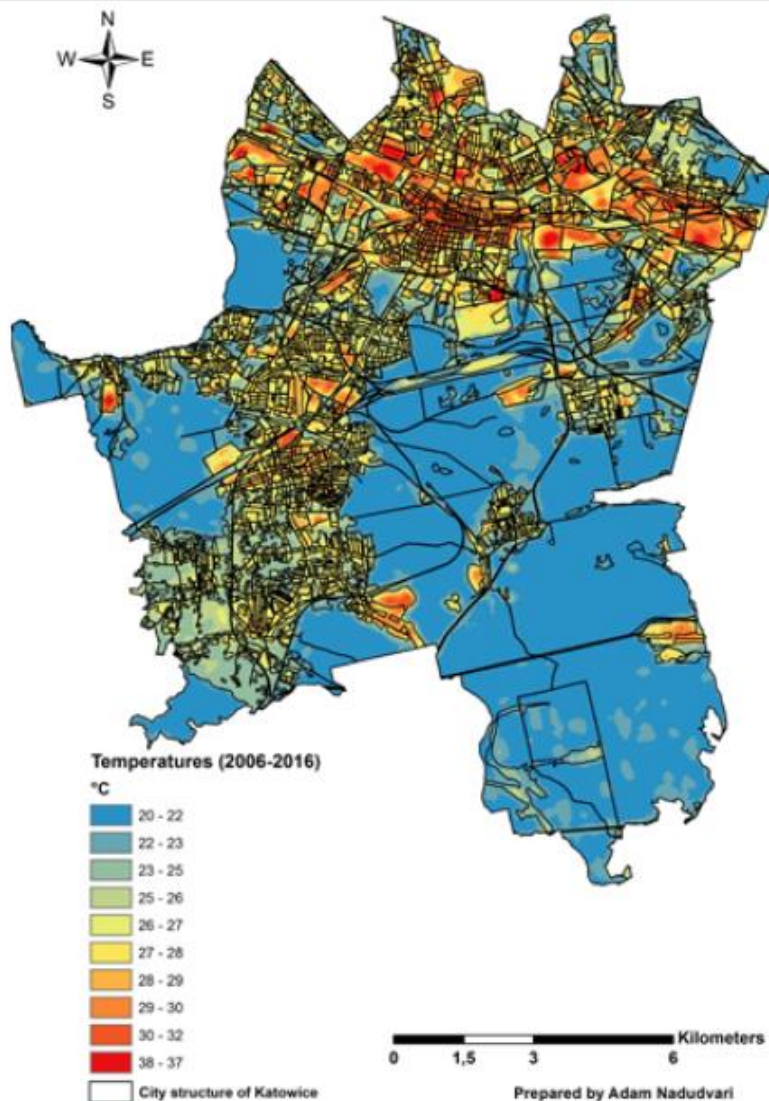 N
W E
S
Temperatures (2006-2016)
°C
20 - 22
22 - 23
23 - 25
25 - 26
26 - 27
27 - 28
28 - 29
29 - 30
30 - 32
38 - 37
City structure of Katowice
Kilometers
0 1,5 3 6
Prepared by Adam Nadudvari